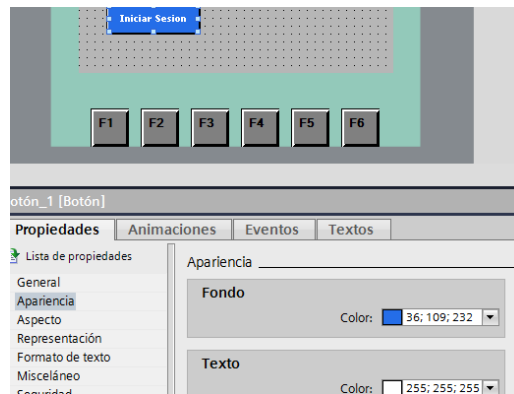 Iniciar Sesion
F1 F2 F3 F4 F5 F6
otón_1 [Botón]
Propiedades Animaciones Eventos Textos
Lista de propiedades
General
Apariencia
Aspecto
Representación
Formato de texto
Misceláneo
Seguridad
Apariencia
Fondo
Color: 36; 109; 232
Texto
Color: 255; 255; 255